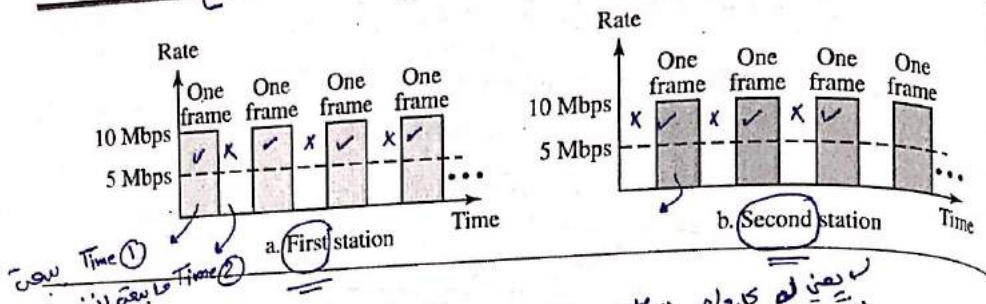 Rate
One frame
One frame
One frame
One frame
10 Mbps
5 Mbps
...
Time
a. First station
Rate
One frame
One frame
One frame
One frame
10 Mbps
5 Mbps
...
Time
b. Second station
Time ①
Time ②
يعني